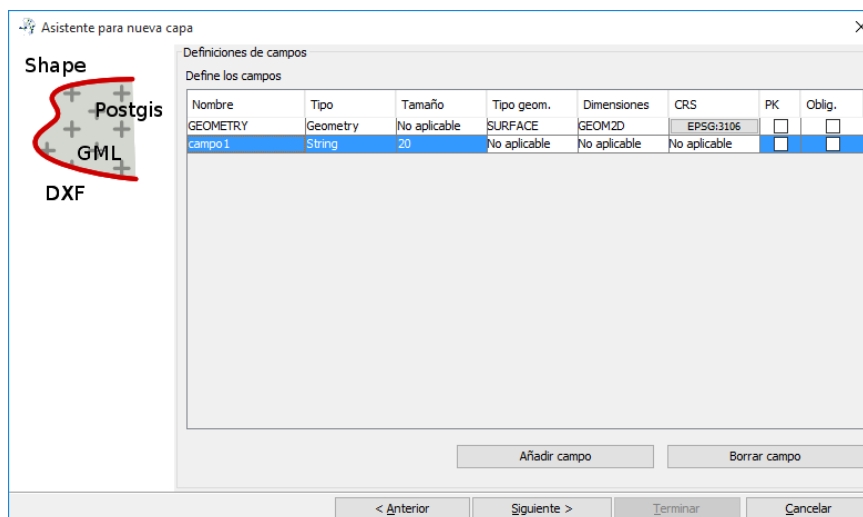 Asistente para nueva capa
Shape
Postgis
GML
DXF
Definiciones de campos
Define los campos
Nombre Tipo Tamaño Tipo geom. Dimensiones CRS PK Oblig.
GEOMETRY Geometry No aplicable SURFACE GEOM2D EPSG:3106
campo1 String 20 No aplicable No aplicable No aplicable
Añadir campo Borrar campo
< Anterior Siguiente > Terminar Cancelar